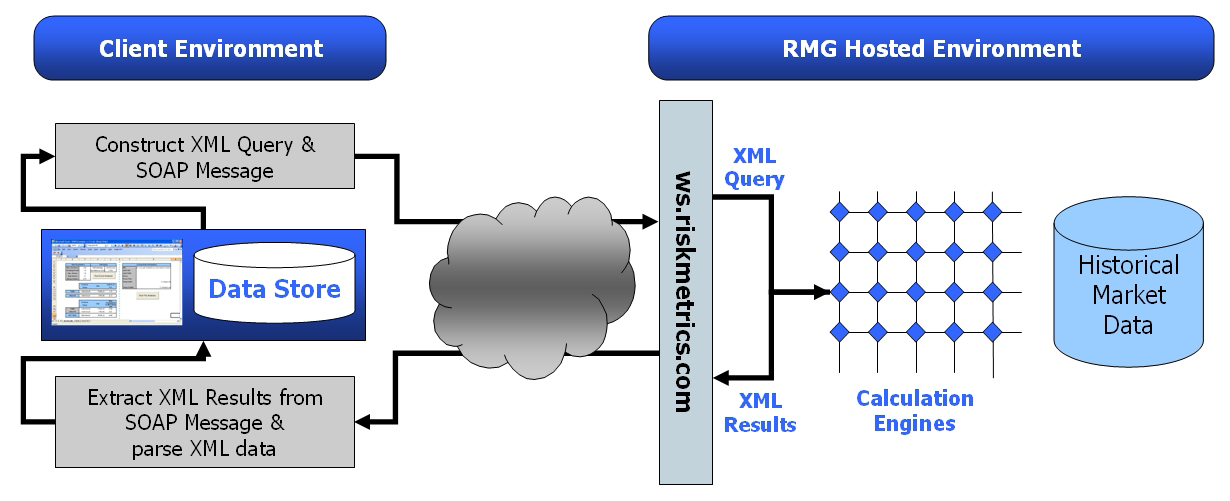 Client Environment
RMG Hosted Environment
Construct XML Query &
SOAP Message
Data Store
Extract XML Results from
SOAP Message &
parse XML data
ws.riskmetrics.com
XML
Query
XML
Results
Calculation
Engines
Historical
Market
Data